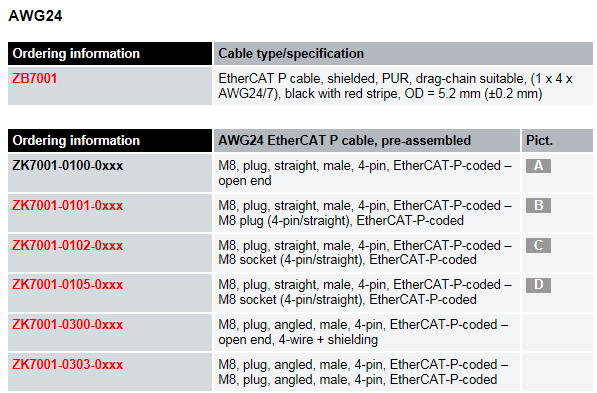 AWG24
Ordering information Cable type/specification
ZB7001 EtherCAT P cable, shielded, PUR, drag-chain suitable, (1 x 4 x
AWG24/7), black with red stripe, OD = 5.2 mm (±0.2 mm)
Ordering information AWG24 EtherCAT P cable, pre-assembled Pict.
ZK7001-0100-0xxx M8, plug, straight, male, 4-pin, EtherCAT-P-coded – A
open end
ZK7001-0101-0xxx M8, plug, straight, male, 4-pin, EtherCAT-P-coded – B
M8 plug (4-pin/straight), EtherCAT-P-coded
ZK7001-0102-0xxx M8, plug, straight, male, 4-pin, EtherCAT-P-coded – C
M8 socket (4-pin/straight), EtherCAT-P-coded
ZK7001-0105-0xxx M8, plug, straight, male, 4-pin, EtherCAT-P-coded – D
M8 socket (4-pin/straight), EtherCAT-P-coded
ZK7001-0300-0xxx M8, plug, angled, male, 4-pin, EtherCAT-P-coded –
open end, 4-wire + shielding
ZK7001-0303-0xxx M8, plug, angled, male, 4-pin, EtherCAT-P-coded –
M8, plug, angled, male, 4-pin, EtherCAT-P-coded